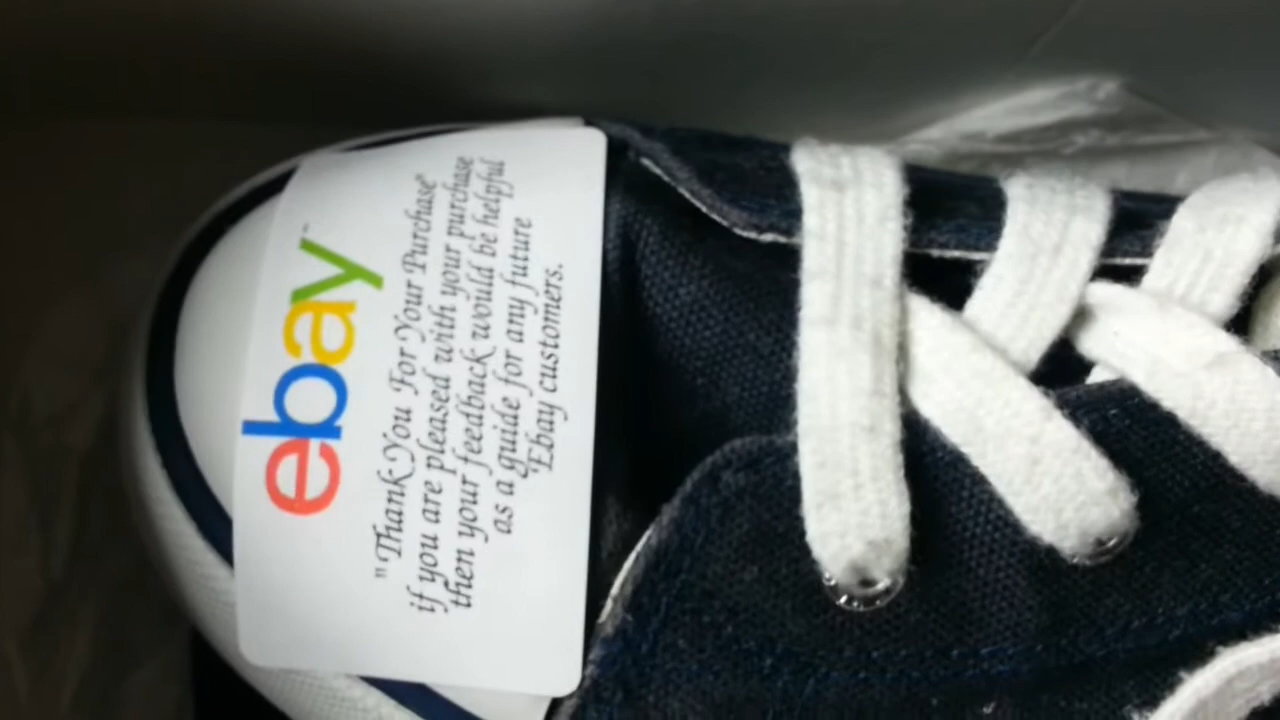 ebay
"Thank You For Your Purchase"
if you are pleased with your purchase
then your feedback would be helpful
as a guide for any future
Ebay customers.